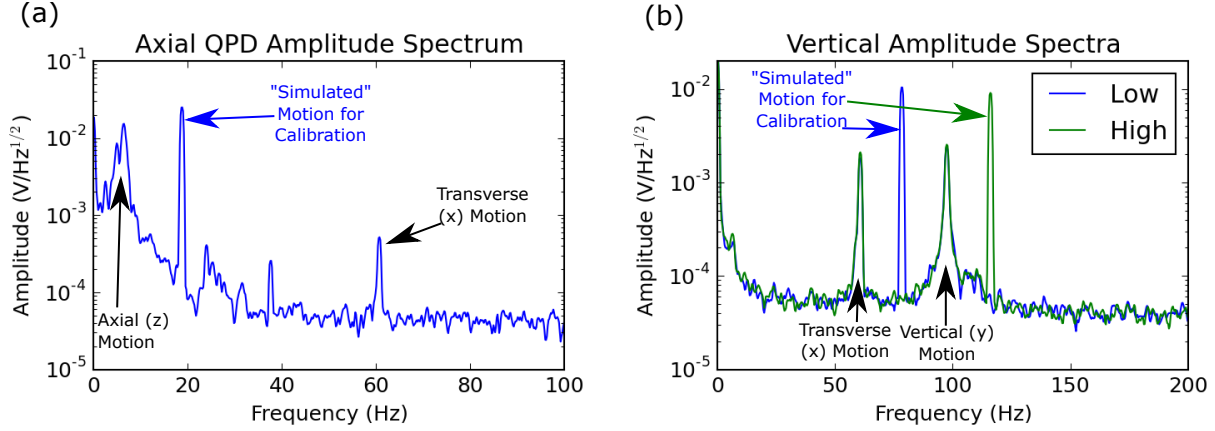 (a)
Axial QPD Amplitude Spectrum
10^-1
10^-2
10^-3
10^-4
10^-5
Amplitude (V/Hz^1/2)
"Simulated"
Motion for
Calibration
Transverse
(x) Motion
Axial (z)
Motion
0 20 40 60 80 100
Frequency (Hz)
(b)
Vertical Amplitude Spectra
10^-2
10^-3
10^-4
10^-5
Amplitude (V/Hz^1/2)
"Simulated"
Motion for
Calibration
Low
High
Transverse
(x) Motion
Vertical (y)
Motion
0 50 100 150 200
Frequency (Hz)